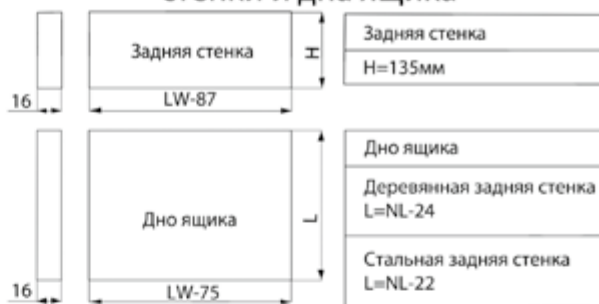 Задняя стенка
H
16
LW-87
Задняя стенка
H=135мм
Дно ящика
L
16
LW-75
Дно ящика
Деревянная задняя стенка
L=NL-24
Стальная задняя стенка
L=NL-22